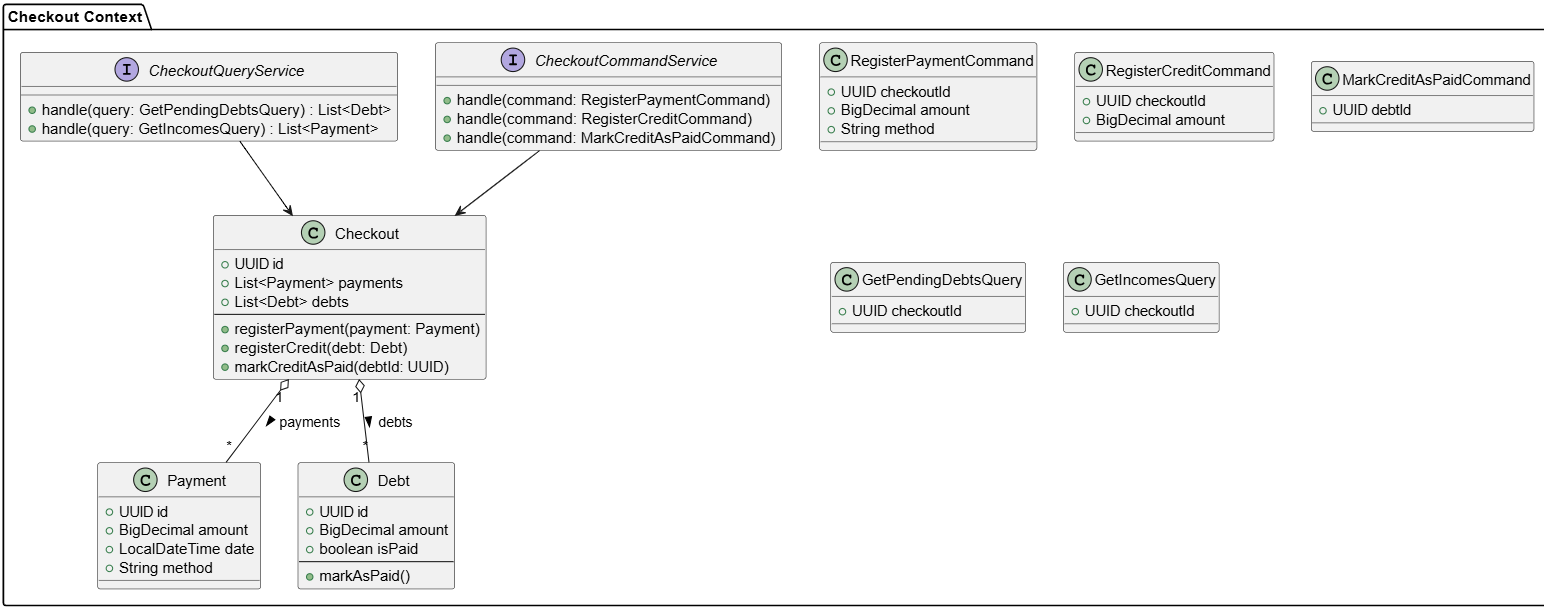 Checkout Context
I CheckoutQueryService
handle(query: GetPendingDebtsQuery) : List<Debt>
handle(query: GetIncomesQuery) : List<Payment>
I CheckoutCommandService
handle(command: RegisterPaymentCommand)
handle(command: RegisterCreditCommand)
handle(command: MarkCreditAsPaidCommand)
C RegisterPaymentCommand
UUID checkoutId
BigDecimal amount
String method
C RegisterCreditCommand
UUID checkoutId
BigDecimal amount
C MarkCreditAsPaidCommand
UUID debtId
C Checkout
UUID id
List<Payment> payments
List<Debt> debts
registerPayment(payment: Payment)
registerCredit(debt: Debt)
markCreditAsPaid(debtId: UUID)
C GetPendingDebtsQuery
UUID checkoutId
C GetIncomesQuery
UUID checkoutId
1
payments
*
1
debts
*
C Payment
UUID id
BigDecimal amount
LocalDateTime date
String method
C Debt
UUID id
BigDecimal amount
boolean isPaid
markAsPaid()